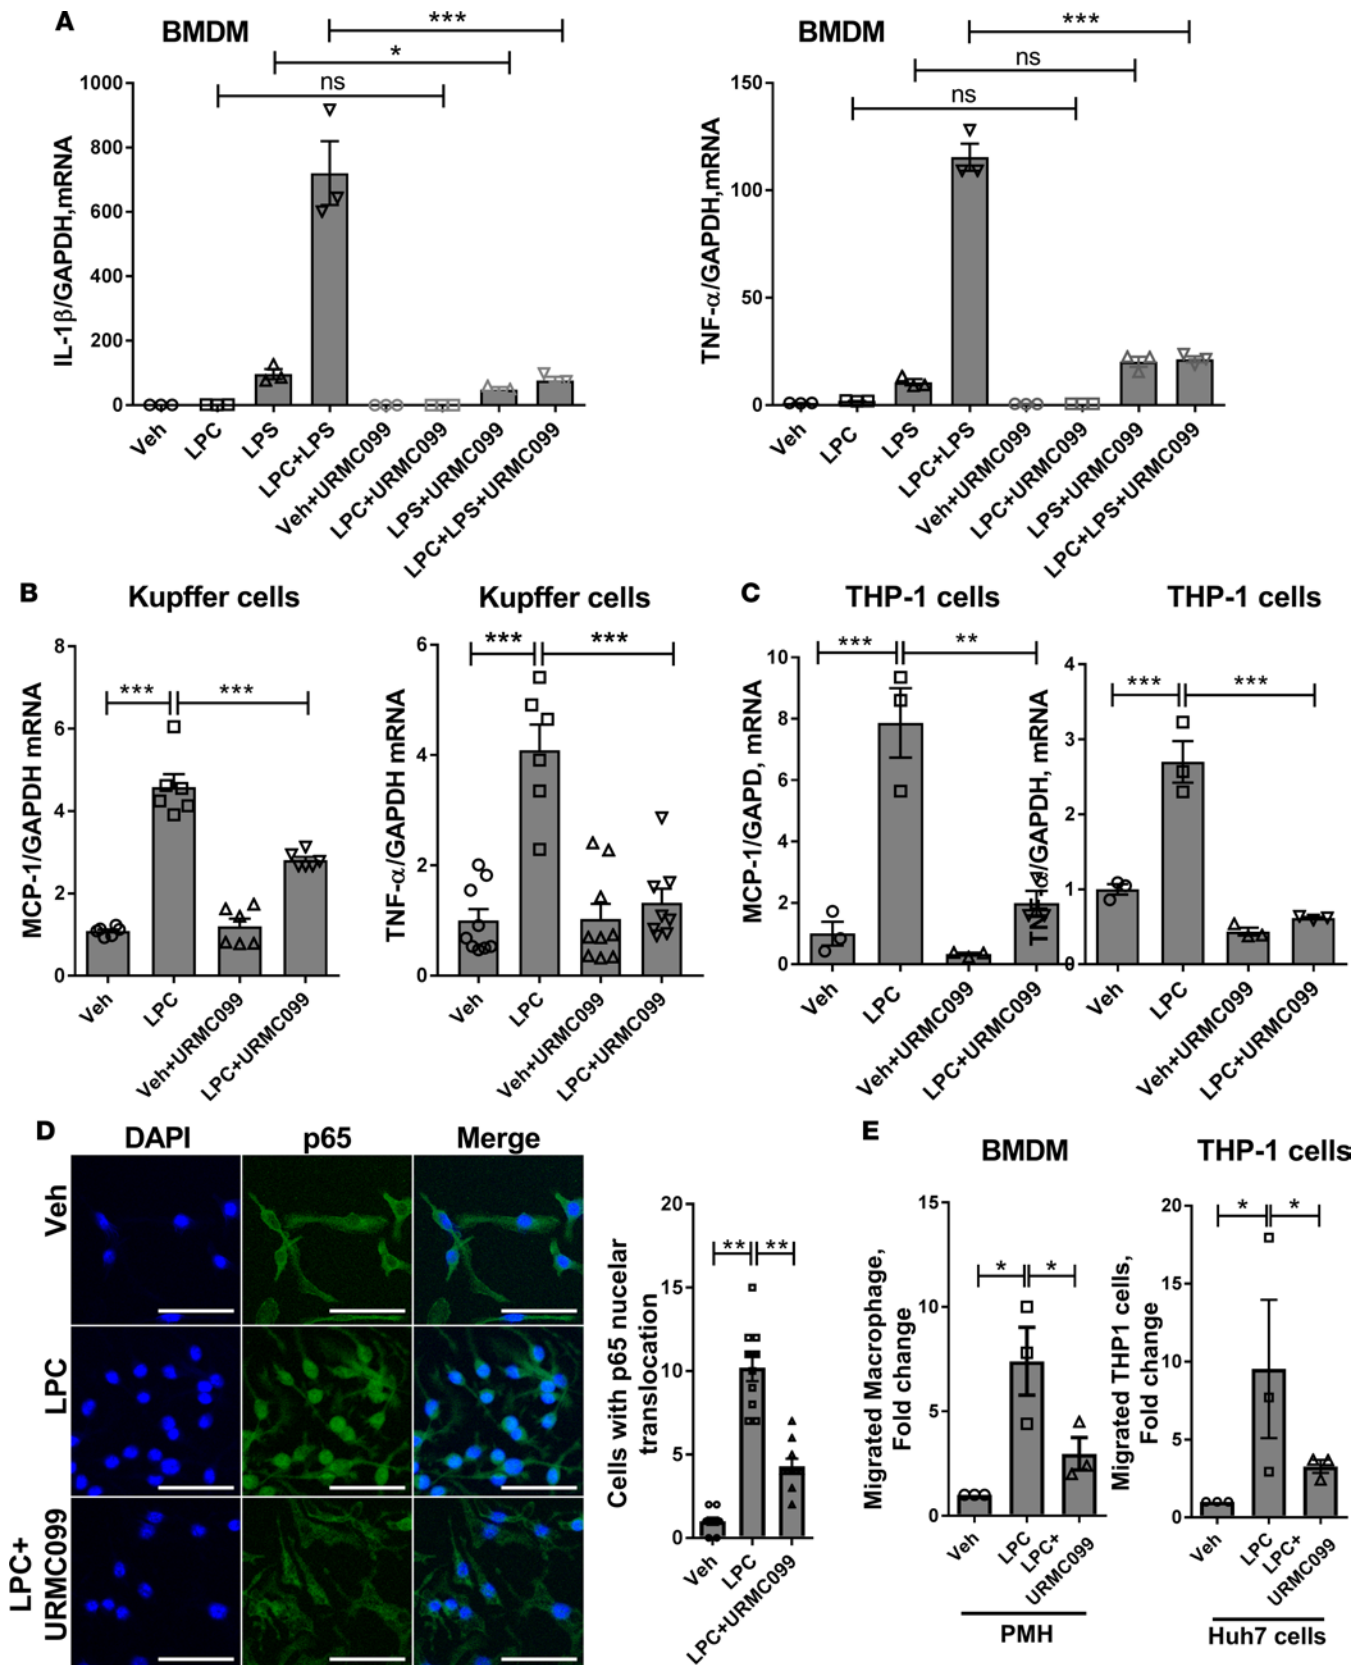 A
BMDM
***
*
ns
IL-1β/GAPDH,mRNA
1000
800
600
400
200
0
Veh
LPC
LPS
LPC+LPS
Veh+URMC099
LPC+URMC099
LPS+URMC099
LPC+LPS+URMC099
BMDM
***
ns
ns
TNF-α/GAPDH,mRNA
150
100
50
0
Veh
LPC
LPS
LPC+LPS
Veh+URMC099
LPC+URMC099
LPS+URMC099
LPC+LPS+URMC099
B
Kupffer cells
*** ***
MCP-1/GAPDH mRNA
8
6
4
2
0
Veh
LPC
Veh+URMC099
LPC+URMC099
Kupffer cells
*** ***
TNF-α/GAPDH mRNA
6
4
2
0
Veh
LPC
Veh+URMC099
LPC+URMC099
C
THP-1 cells
*** **
MCP-1/GAPD, mRNA
10
8
6
4
2
0
Veh
LPC
Veh+URMC099
LPC+URMC099
THP-1 cells
*** ***
α/GAPDH, mRNA
4
3
2
1
0
Veh
LPC
Veh+URMC099
LPC+URMC099
D
DAPI p65 Merge
Veh
LPC
LPC+
URMC099
Cells with p65 nucelar
translocation
20
15
10
5
0
** **
Veh
LPC
LPC+URMC099
E
BMDM
Migrated Macrophage,
Fold change
15
10
5
0
* *
Veh
LPC
LPC+
URMC099
PMH
THP-1 cells
Migrated THP1 cells,
Fold change
20
15
10
5
0
* *
Veh
LPC
LPC+
URMC099
Huh7 cells